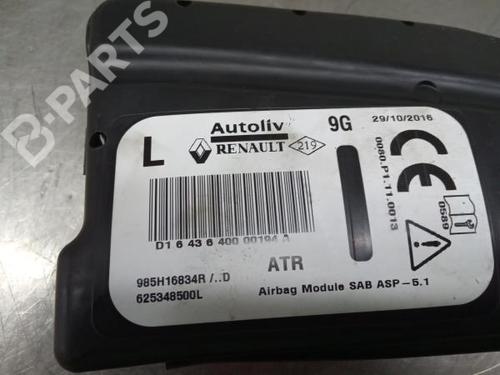 B-PARTS
Autoliv
9G
29/10/2016
L
RENAULT
219
0080.P1.11.0013
CE
0589
D1 6 43 6 400 00194 A
ATR
985H16834R /..D
625348500L
Airbag Module SAB ASP-5.1